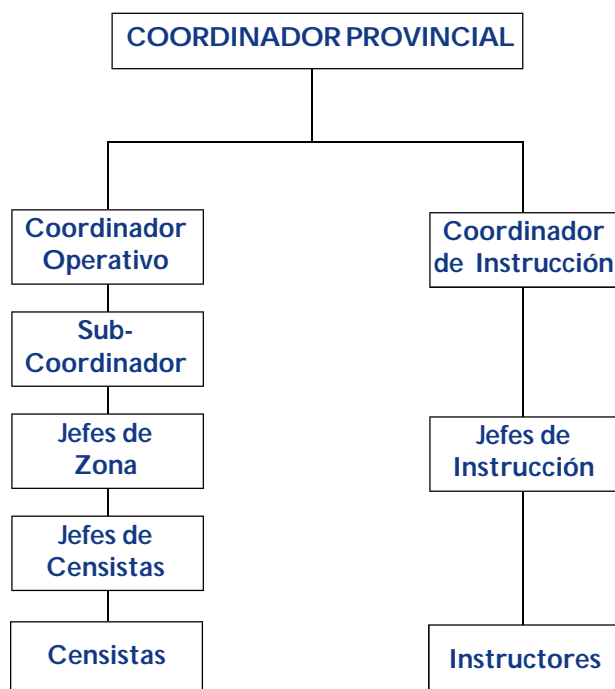 COORDINADOR PROVINCIAL
Coordinador
Operativo
Sub-
Coordinador
Jefes de
Zona
Jefes de
Censistas
Censistas
Coordinador
de Instrucción
Jefes de
Instrucción
Instructores